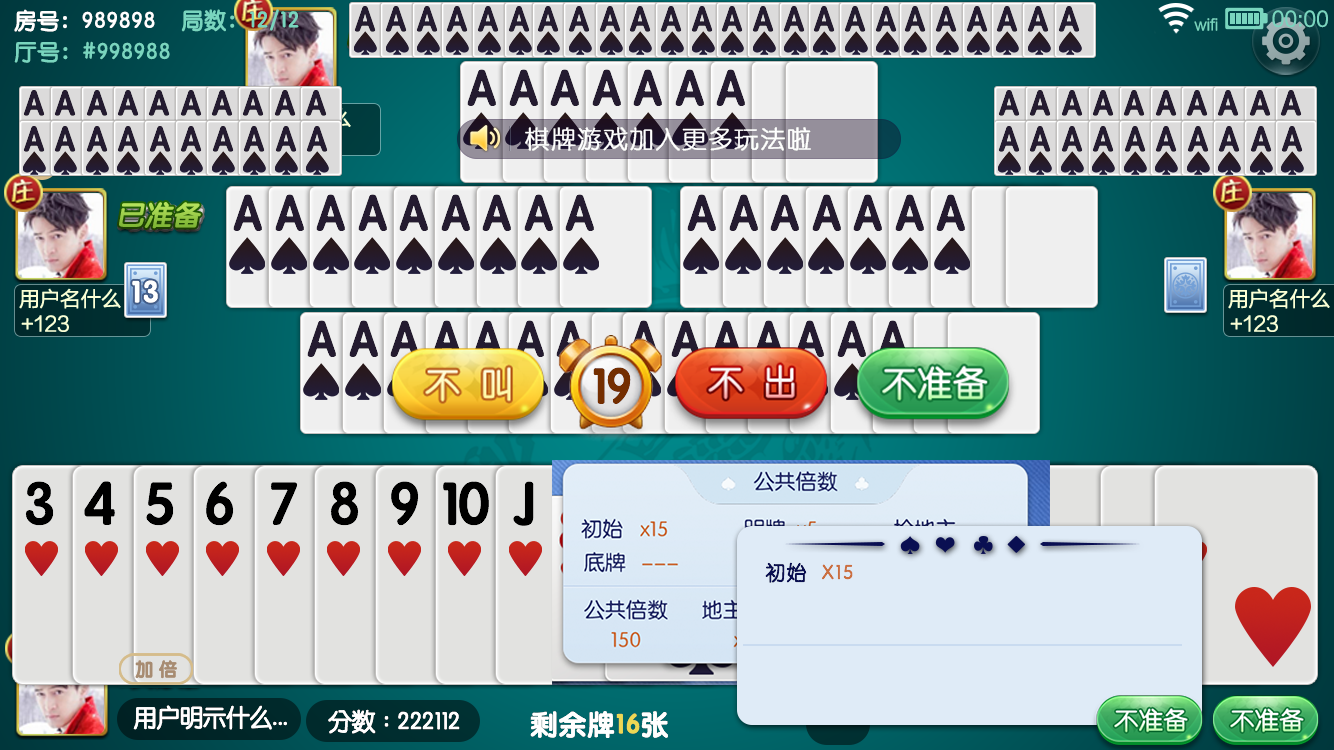 房号：989898 局数：12/12
厅号：#998988
庄
wifi 00:00
A A A A A A A A A A A A A A A A A A A A A A A A
A A A A A A A
A A A A A A A A A A
A A A A A A A A A A
A A A A A A A A A A
A A A A A A A A A A
棋牌游戏加入更多玩法啦
庄
已准备
用户名什么
+123
13
A A A A A A A A A
A A A A A A A
庄
用户名什么
+123
A A A A A A A A A A A A A A
不叫
19
不出
不准备
3 4 5 6 7 8 9 10 J
公共倍数
初始 x15
底牌 ---
公共倍数
150
初始 X15
加倍
用户明示什么...
分数：222112
剩余牌16张
不准备
不准备